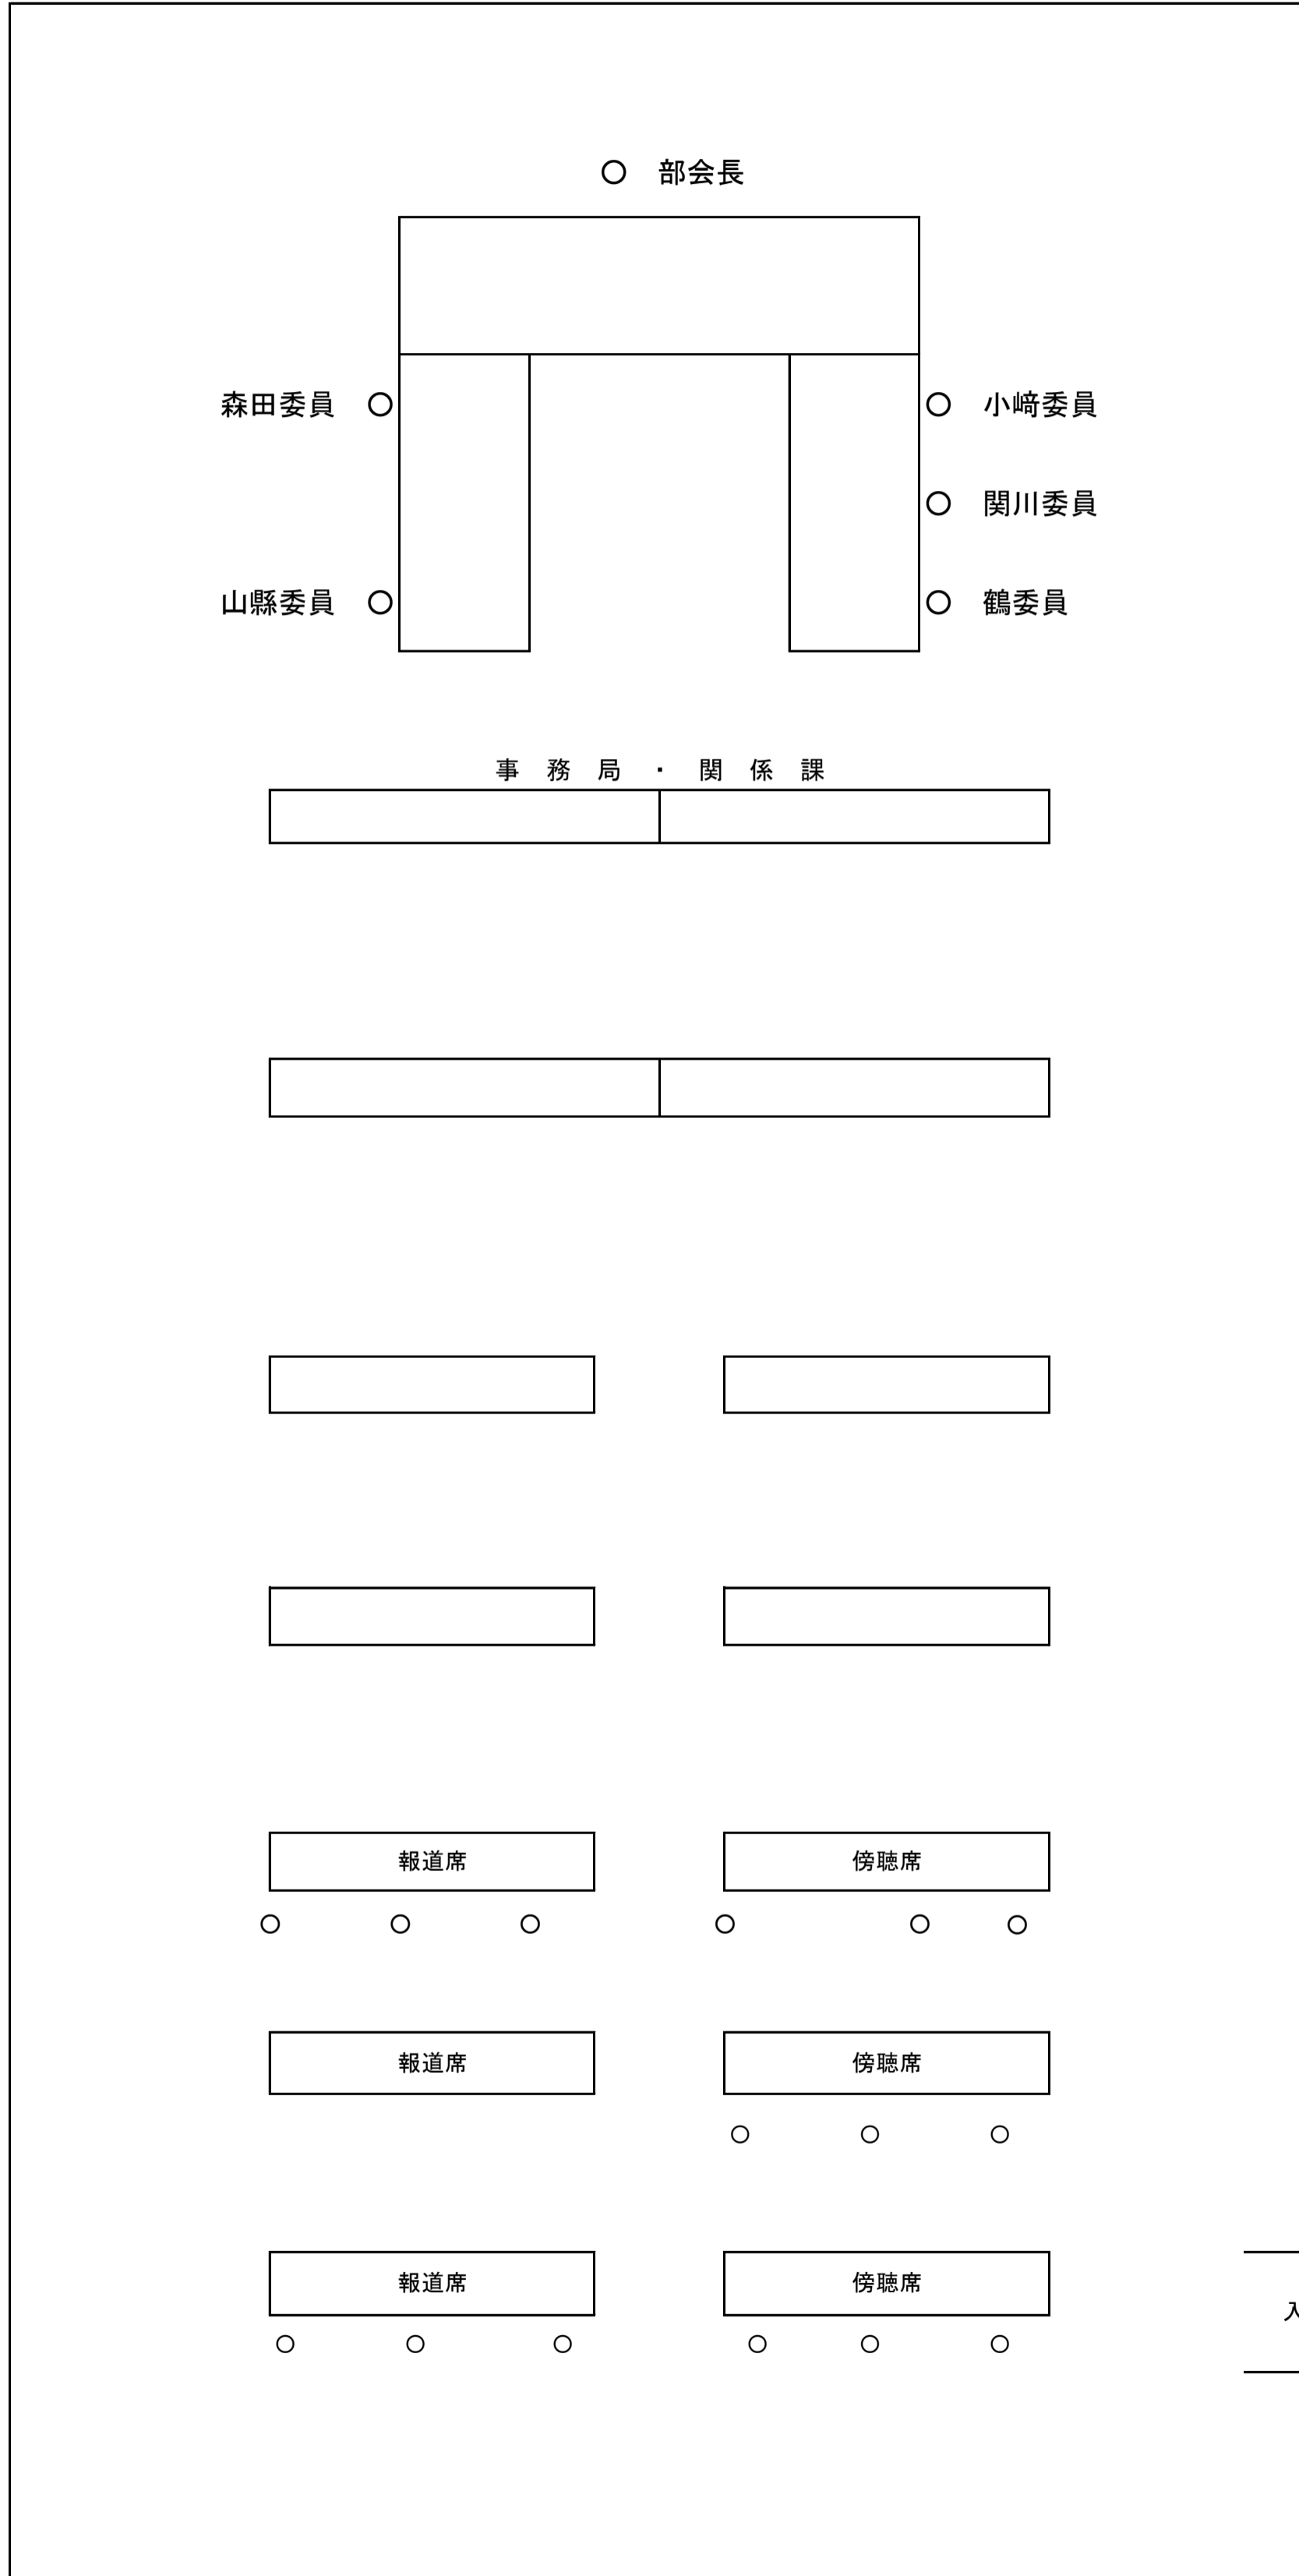 ○ 部会長
森田委員 ○ ○ 小﨑委員
○ 関川委員
山縣委員 ○ ○ 鶴委員
事務局・関係課
報道席 傍聴席
○ ○ ○ ○ ○ ○
報道席 傍聴席
○ ○ ○
報道席 傍聴席
○ ○ ○ ○ ○ ○